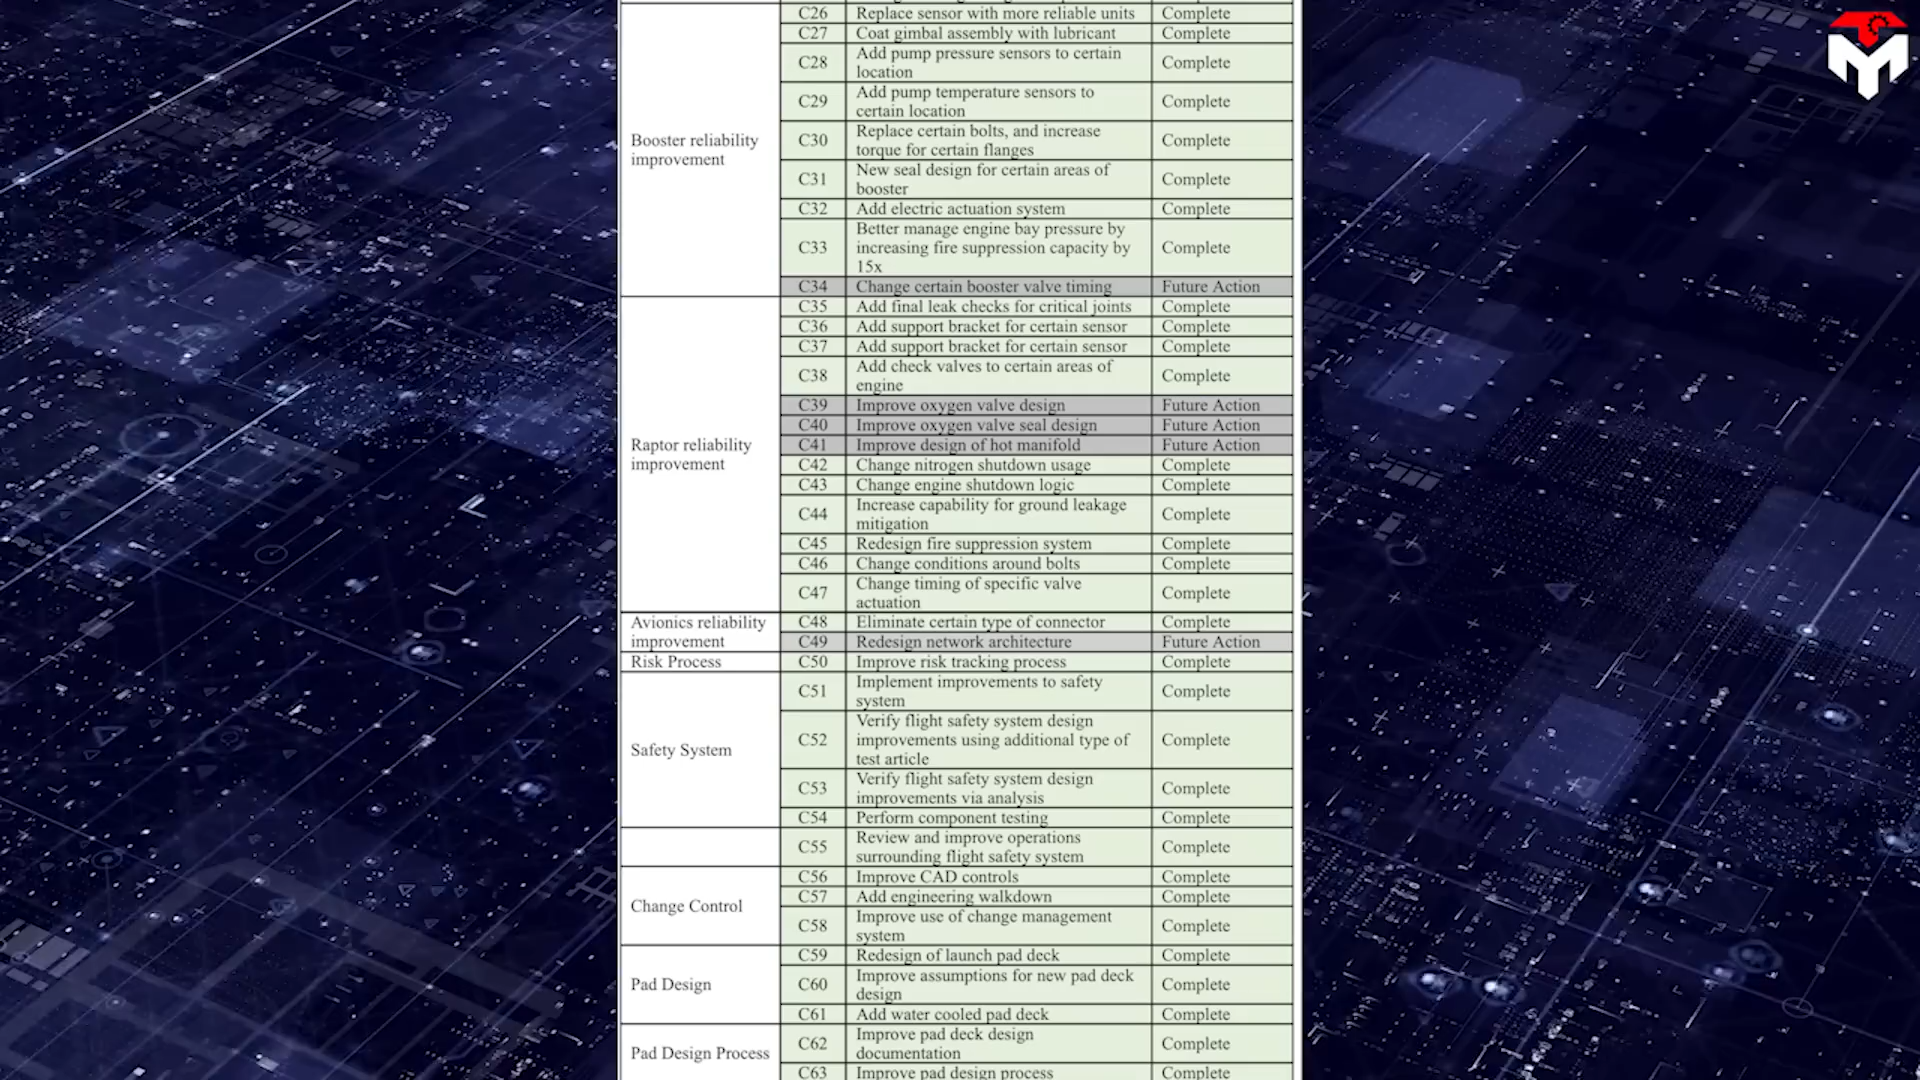 Booster reliability
improvement
C26 Replace sensor with more reliable units Complete
C27 Coat gimbal assembly with lubricant Complete
C28 Add pump pressure sensors to certain
location Complete
C29 Add pump temperature sensors to
certain location Complete
C30 Replace certain bolts, and increase
torque for certain flanges Complete
C31 New seal design for certain areas of
booster Complete
C32 Add electric actuation system Complete
C33 Better manage engine bay pressure by
increasing fire suppression capacity by
15x Complete
C34 Change certain booster valve timing Future Action
Raptor reliability
improvement
C35 Add final leak checks for critical joints Complete
C36 Add support bracket for certain sensor Complete
C37 Add support bracket for certain sensor Complete
C38 Add check valves to certain areas of
engine Complete
C39 Improve oxygen valve design Future Action
C40 Improve oxygen valve seal design Future Action
C41 Improve design of hot manifold Future Action
C42 Change nitrogen shutdown usage Complete
C43 Change engine shutdown logic Complete
C44 Increase capability for ground leakage
mitigation Complete
C45 Redesign fire suppression system Complete
C46 Change conditions around bolts Complete
C47 Change timing of specific valve
actuation Complete
Avionics reliability
improvement
C48 Eliminate certain type of connector Complete
C49 Redesign network architecture Future Action
Risk Process C50 Improve risk tracking process Complete
Safety System
C51 Implement improvements to safety
system Complete
C52 Verify flight safety system design
improvements using additional type of
test article Complete
C53 Verify flight safety system design
improvements via analysis Complete
C54 Perform component testing Complete
C55 Review and improve operations
surrounding flight safety system Complete
Change Control
C56 Improve CAD controls Complete
C57 Add engineering walkdown Complete
C58 Improve use of change management
system Complete
Pad Design
C59 Redesign of launch pad deck Complete
C60 Improve assumptions for new pad deck
design Complete
C61 Add water cooled pad deck Complete
Pad Design Process
C62 Improve pad deck design
documentation Complete
C63 Improve pad design process Complete